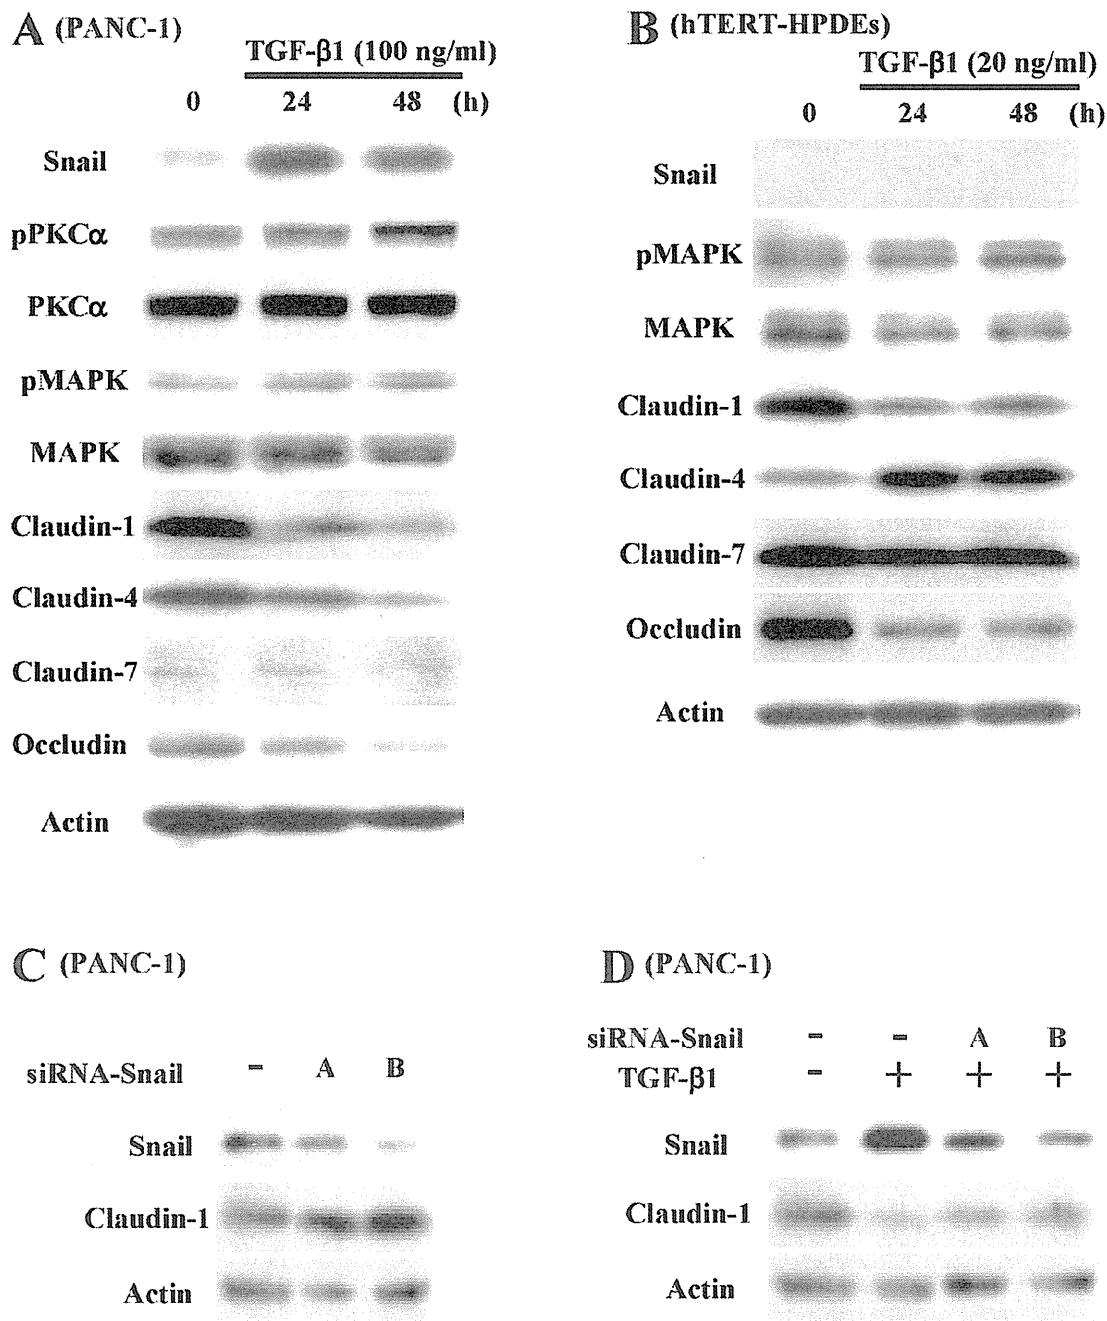 A (PANC-1)
TGF-β1 (100 ng/ml)
0 24 48 (h)
Snail
pPKCα
PKCα
pMAPK
MAPK
Claudin-1
Claudin-4
Claudin-7
Occludin
Actin
B (hTERT-HPDEs)
TGF-β1 (20 ng/ml)
0 24 48 (h)
Snail
pMAPK
MAPK
Claudin-1
Claudin-4
Claudin-7
Occludin
Actin
C (PANC-1)
siRNA-Snail - A B
Snail
Claudin-1
Actin
D (PANC-1)
siRNA-Snail - - A B
TGF-β1 - + + +
Snail
Claudin-1
Actin